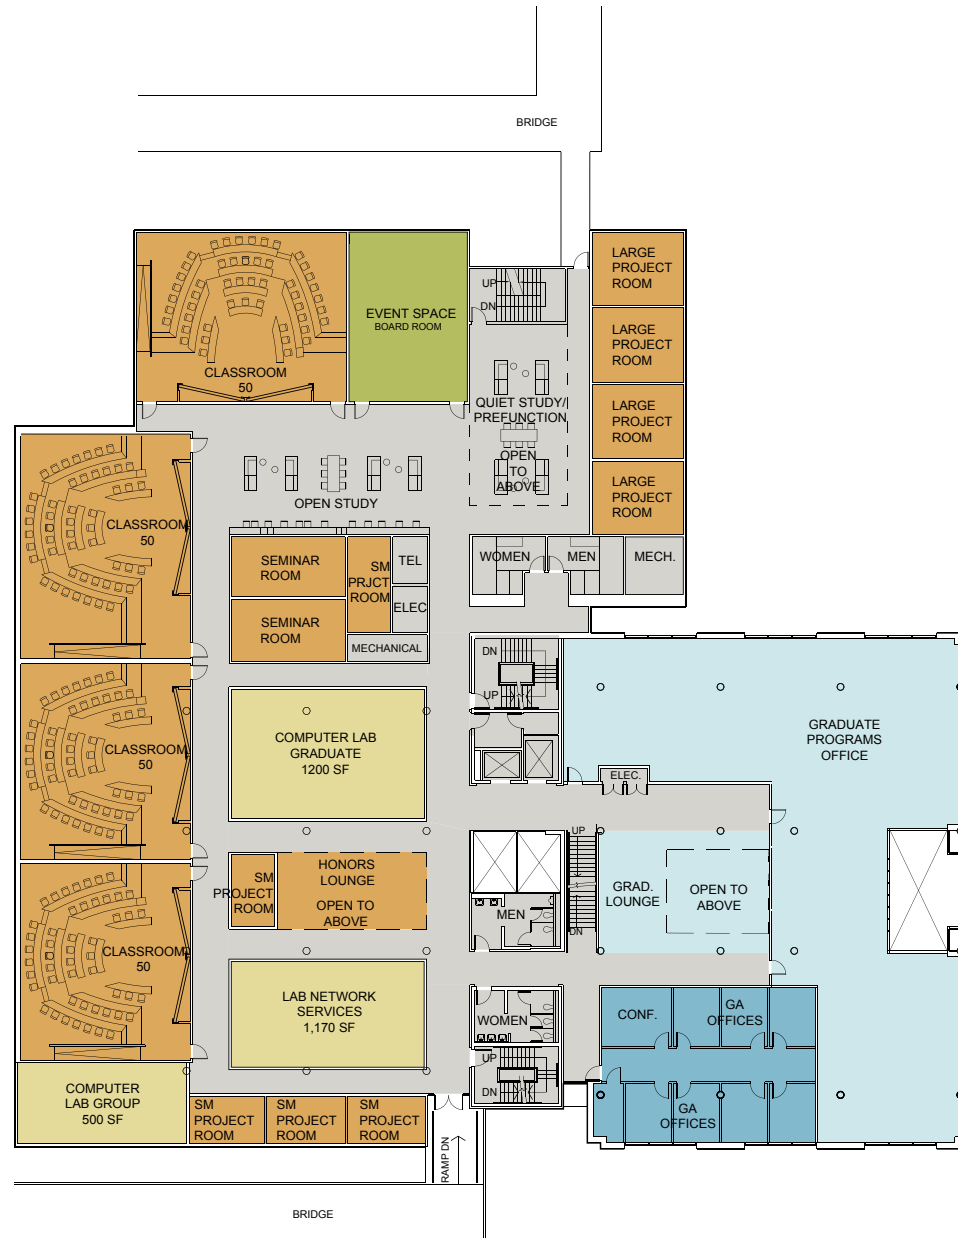 BRIDGE
LARGE
PROJECT
ROOM
UP
DN
EVENT SPACE
BOARD ROOM
LARGE
PROJECT
ROOM
CLASSROOM
50
QUIET STUDY/
PREFUNCTION
LARGE
PROJECT
ROOM
OPEN
TO
ABOVE
LARGE
PROJECT
ROOM
OPEN STUDY
CLASSROOM
50
SEMINAR
ROOM
SM
PRJCT
ROOM
TEL
WOMEN
MEN
MECH.
ELEC
SEMINAR
ROOM
MECHANICAL
DN
UP
COMPUTER LAB
GRADUATE
1200 SF
CLASSROOM
50
GRADUATE
PROGRAMS
OFFICE
ELEC.
UP
HONORS
LOUNGE
OPEN TO
ABOVE
SM
PROJECT
ROOM
GRAD.
LOUNGE
OPEN TO
ABOVE
MEN
DN
CLASSROOM
50
LAB NETWORK
SERVICES
1,170 SF
WOMEN
CONF.
GA
OFFICES
UP
DN
COMPUTER
LAB GROUP
500 SF
SM
PROJECT
ROOM
SM
PROJECT
ROOM
SM
PROJECT
ROOM
GA
OFFICES
RAMP DN
BRIDGE